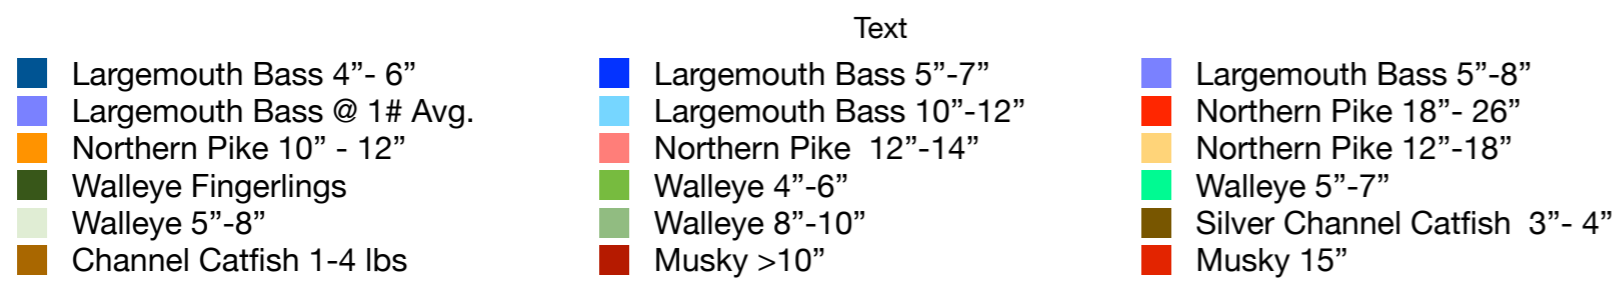 Text
Largemouth Bass 4”- 6” Largemouth Bass 5”-7” Largemouth Bass 5”-8”
Largemouth Bass @ 1# Avg. Largemouth Bass 10”-12” Northern Pike 18”- 26”
Northern Pike 10” - 12” Northern Pike  12”-14” Northern Pike 12”-18”
Walleye Fingerlings Walleye 4”-6” Walleye 5”-7”
Walleye 5”-8” Walleye 8”-10” Silver Channel Catfish  3”- 4”
Channel Catfish 1-4 lbs Musky >10” Musky 15”